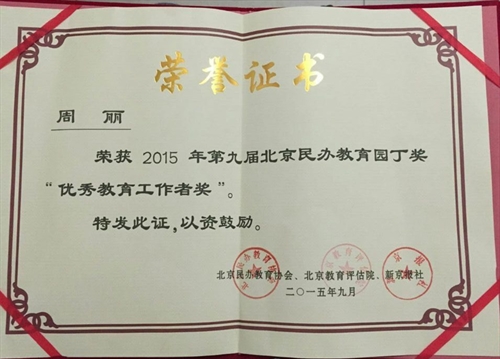 荣誉证书
周 丽
荣获 2015 年第九届北京民办教育园丁奖
“优秀教育工作者奖”。
特发此证，以资鼓励。
北京民办教育协会、北京教育评估院、新京报社
二〇一五年九月